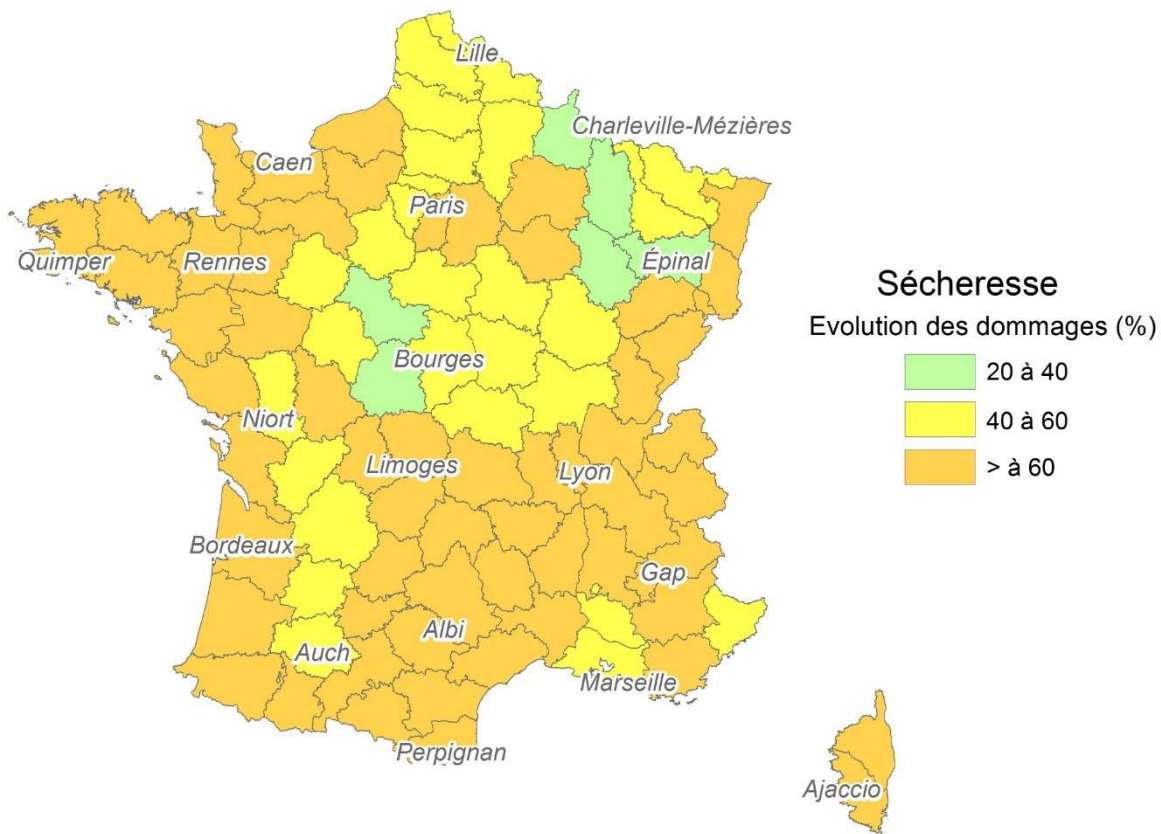 Lille
Charleville-Mézières
Caen
Paris
Quimper
Rennes
Épinal
Sécheresse
Evolution des dommages (%)
20 à 40
40 à 60
> à 60
Bourges
Niort
Limoges
Lyon
Bordeaux
Gap
Albi
Auch
Marseille
Perpignan
Ajaccio